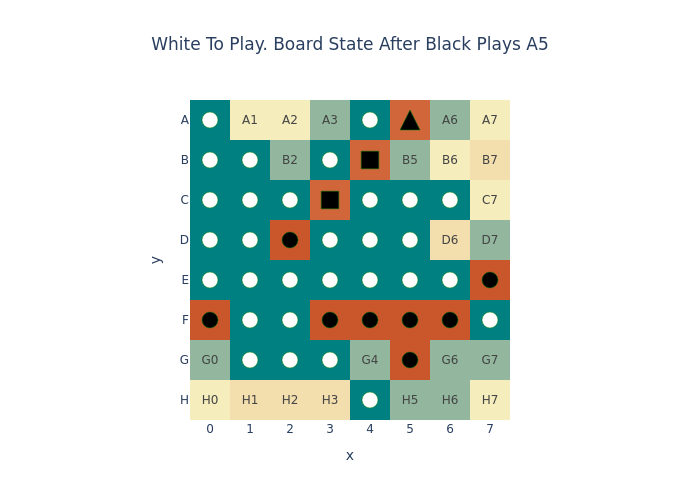 White To Play. Board State After Black Plays A5
A A1 A2 A3 A6 A7
B B2 B5 B6 B7
C C7
D D6 D7
E
F
G G0 G4 G6 G7
H H0 H1 H2 H3 H5 H6 H7
0 1 2 3 4 5 6 7
x
y